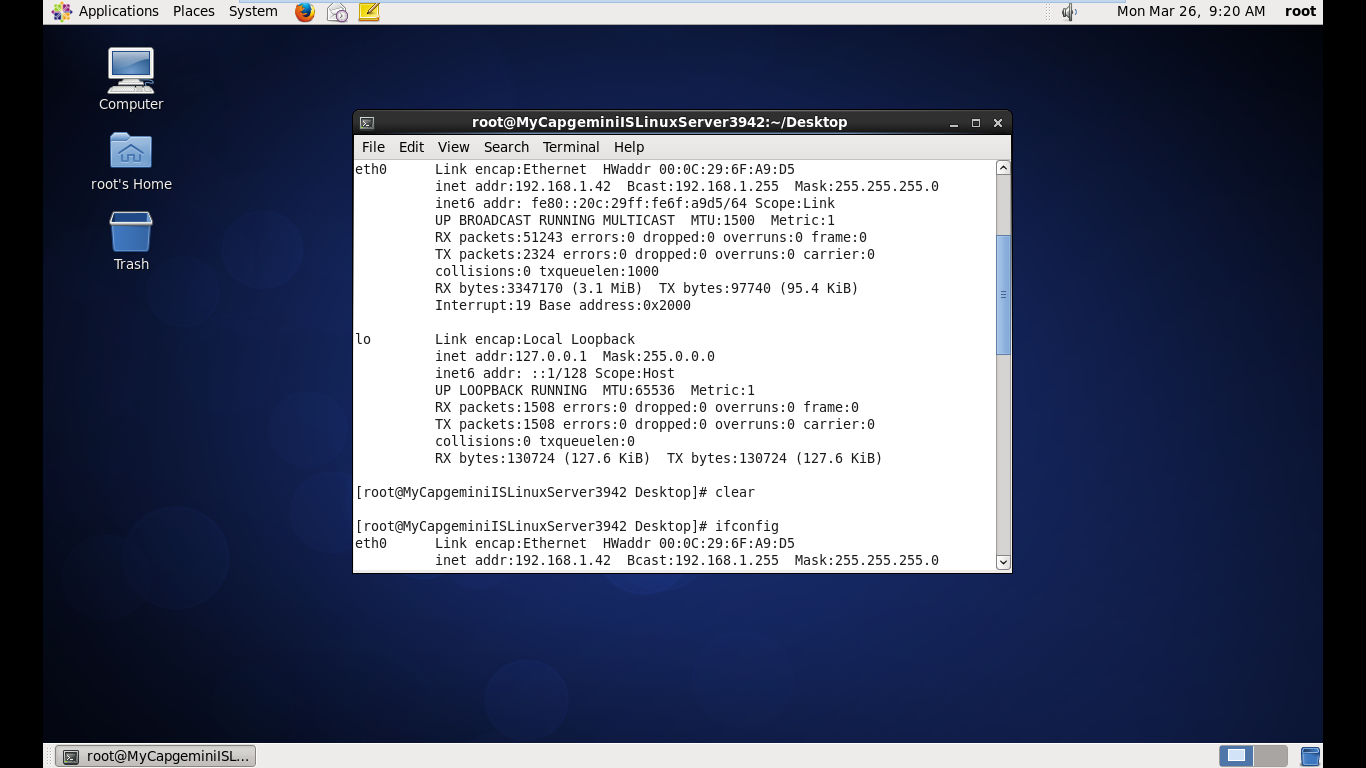 Applications Places System Mon Mar 26, 9:20 AM root
Computer
root's Home
Trash
root@MyCapgeminiISLinuxServer3942:~/Desktop
File Edit View Search Terminal Help
eth0      Link encap:Ethernet  HWaddr 00:0C:29:6F:A9:D5
          inet addr:192.168.1.42  Bcast:192.168.1.255  Mask:255.255.255.0
          inet6 addr: fe80::20c:29ff:fe6f:a9d5/64 Scope:Link
          UP BROADCAST RUNNING MULTICAST  MTU:1500  Metric:1
          RX packets:51243 errors:0 dropped:0 overruns:0 frame:0
          TX packets:2324 errors:0 dropped:0 overruns:0 carrier:0
          collisions:0 txqueuelen:1000
          RX bytes:3347170 (3.1 MiB)  TX bytes:97740 (95.4 KiB)
          Interrupt:19 Base address:0x2000
lo        Link encap:Local Loopback
          inet addr:127.0.0.1  Mask:255.0.0.0
          inet6 addr: ::1/128 Scope:Host
          UP LOOPBACK RUNNING  MTU:65536  Metric:1
          RX packets:1508 errors:0 dropped:0 overruns:0 frame:0
          TX packets:1508 errors:0 dropped:0 overruns:0 carrier:0
          collisions:0 txqueuelen:0
          RX bytes:130724 (127.6 KiB)  TX bytes:130724 (127.6 KiB)
[root@MyCapgeminiISLinuxServer3942 Desktop]# clear
[root@MyCapgeminiISLinuxServer3942 Desktop]# ifconfig
eth0      Link encap:Ethernet  HWaddr 00:0C:29:6F:A9:D5
          inet addr:192.168.1.42  Bcast:192.168.1.255  Mask:255.255.255.0
root@MyCapgeminiISL...